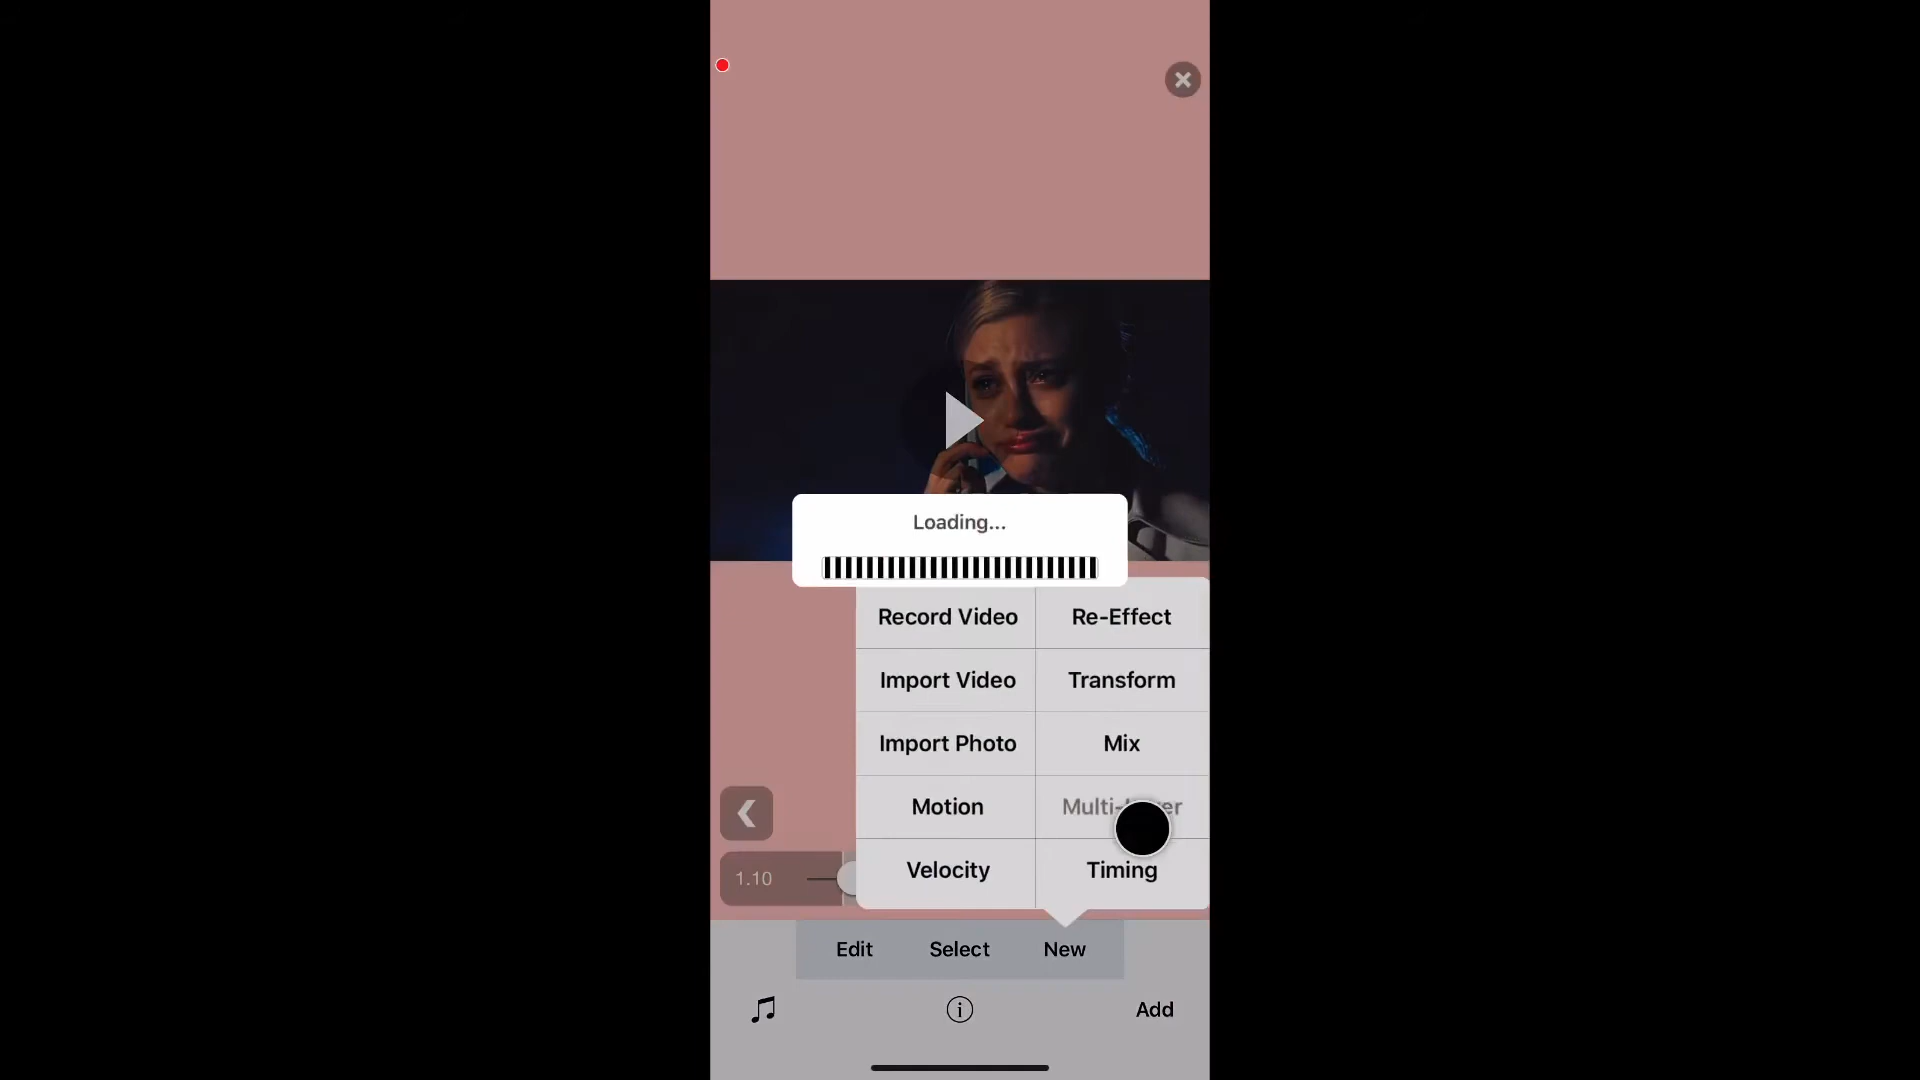 Loading...
Record Video
Re-Effect
Import Video
Transform
Import Photo
Mix
Motion
Velocity
Timing
1.10
Edit
Select
New
Add